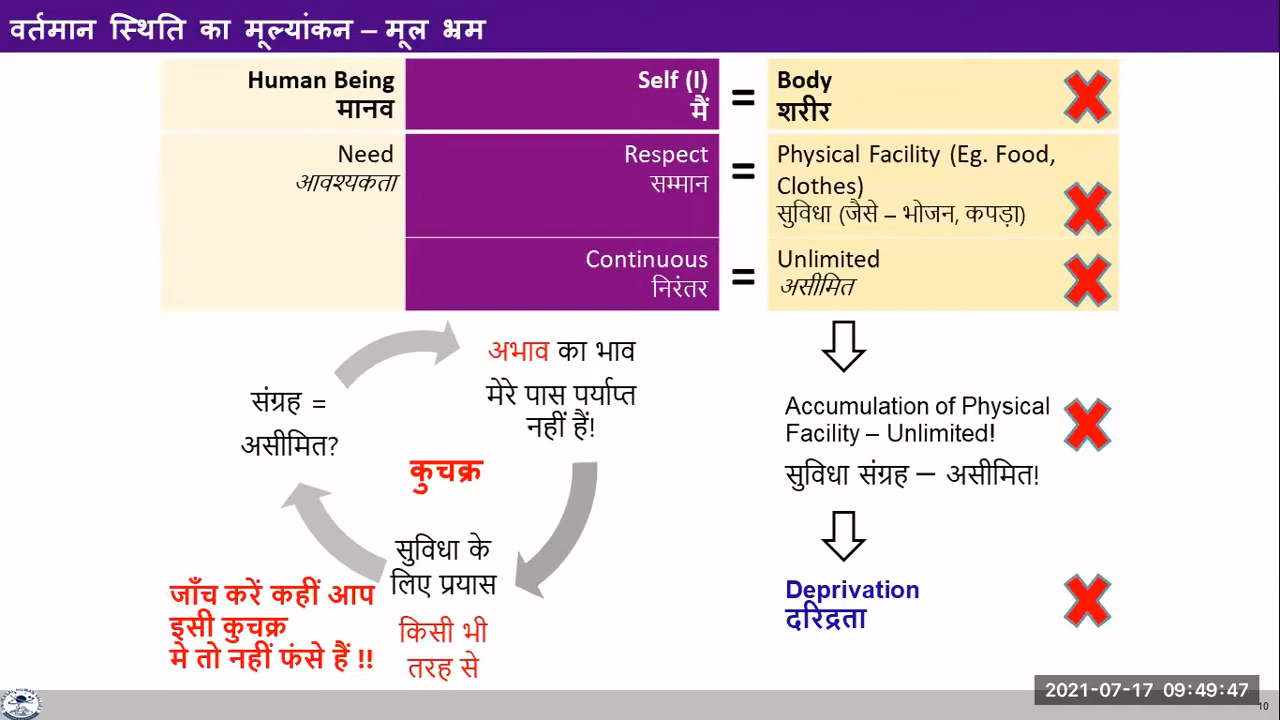 वर्तमान स्थिति का मूल्यांकन – मूल भ्रम
Human Being
मानव
Self (I)
मैं
=
Body
शरीर
Need
आवश्यकता
Respect
सम्मान
=
Physical Facility (Eg. Food,
Clothes)
सुविधा (जैसे – भोजन, कपड़ा)
Continuous
निरंतर
=
Unlimited
असीमित
अभाव का भाव
मेरे पास पर्याप्त
नहीं हैं!
संग्रह =
असीमित?
कुचक्र
सुविधा के
लिए प्रयास
किसी भी
तरह से
जाँच करें कहीं आप
इसी कुचक्र
मे तो नहीं फंसे हैं !!
Accumulation of Physical
Facility – Unlimited!
सुविधा संग्रह – असीमित!
Deprivation
दरिद्रता
2021-07-17 09:49:47
10